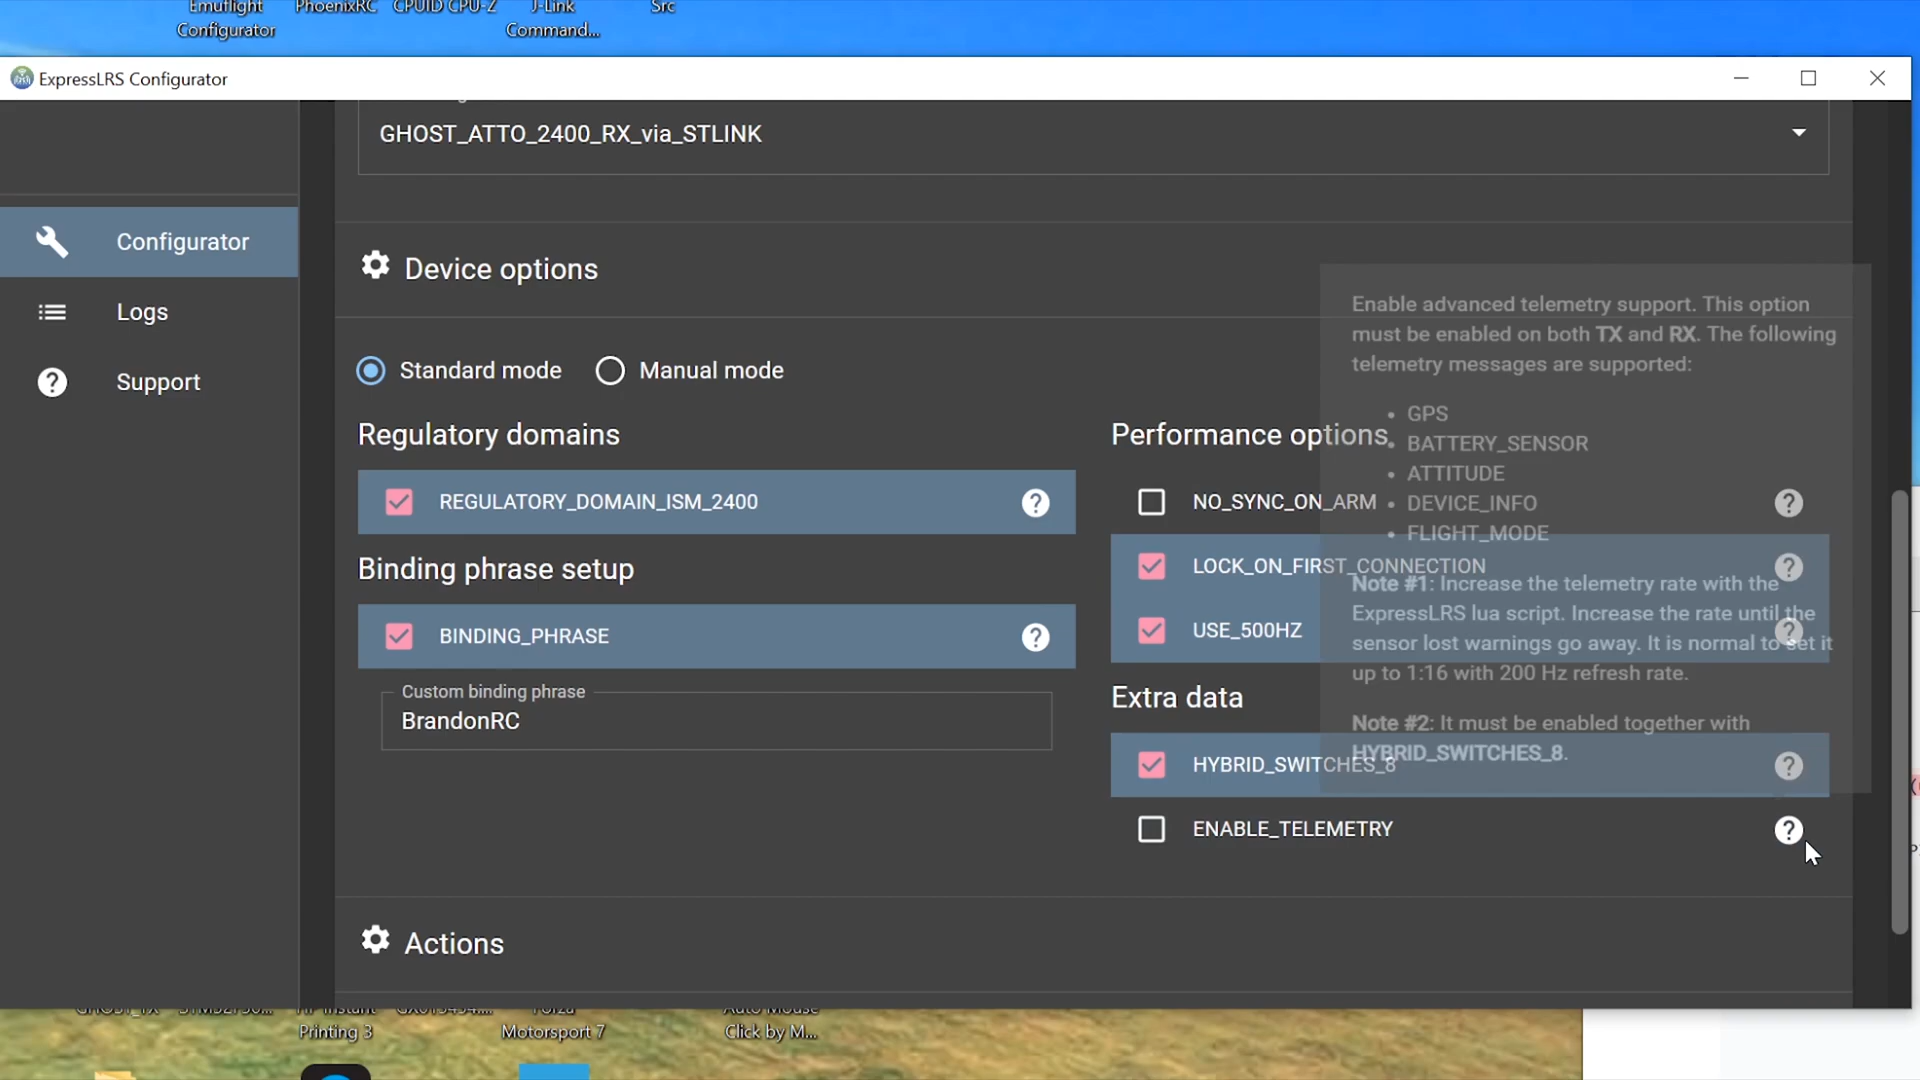 Emuflight
Configurator
PhoenixRC
CPUID CPU-Z
J-Link
Command...
Src
ExpressLRS Configurator
GHOST_ATTO_2400_RX_via_STLINK
Configurator
Logs
Support
Device options
Standard mode
Manual mode
Regulatory domains
REGULATORY_DOMAIN_ISM_2400
Binding phrase setup
BINDING_PHRASE
Custom binding phrase
BrandonRC
Performance options
NO_SYNC_ON_ARM
LOCK_ON_FIRST_CONNECTION
USE_500HZ
Extra data
HYBRID_SWITCHES_8
ENABLE_TELEMETRY
Enable advanced telemetry support. This option
must be enabled on both TX and RX. The following
telemetry messages are supported:
• GPS
• BATTERY_SENSOR
• ATTITUDE
• DEVICE_INFO
• FLIGHT_MODE
Note #1: Increase the telemetry rate with the
ExpressLRS lua script. Increase the rate until the
sensor lost warnings go away. It is normal to set it
up to 1:16 with 200 Hz refresh rate.
Note #2: It must be enabled together with
HYBRID_SWITCHES_8.
Actions
Printing 3
Motorsport 7
Auto Mouse
Click by M...